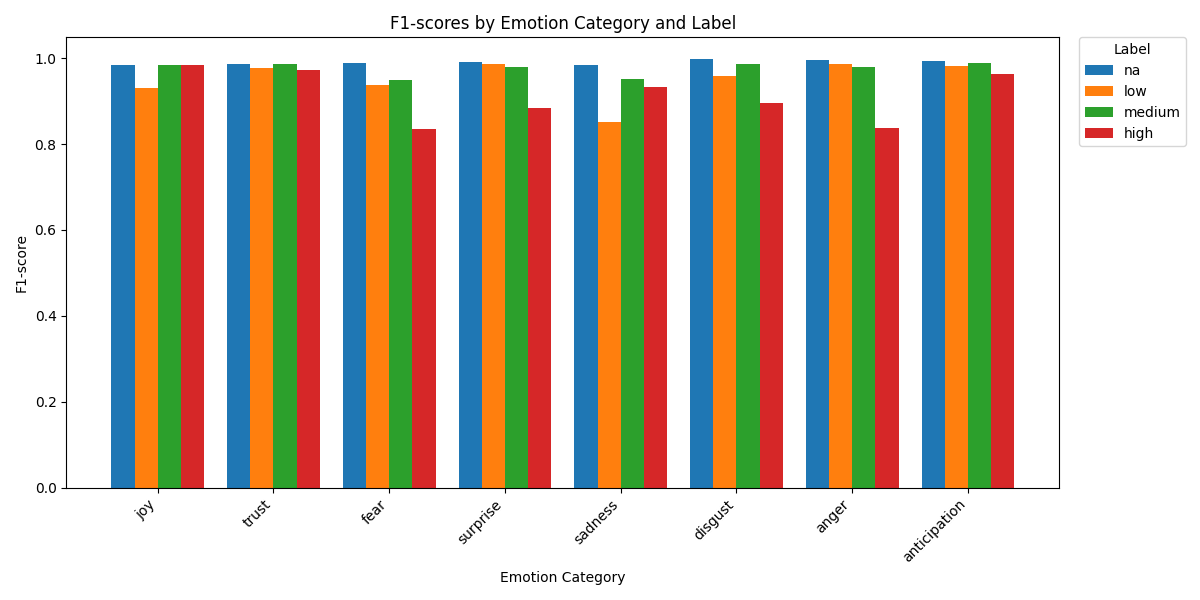 F1-scores by Emotion Category and Label
Label
na
low
medium
high
F1-score
1.0
0.8
0.6
0.4
0.2
0.0
joy
trust
fear
surprise
sadness
disgust
anger
anticipation
Emotion Category